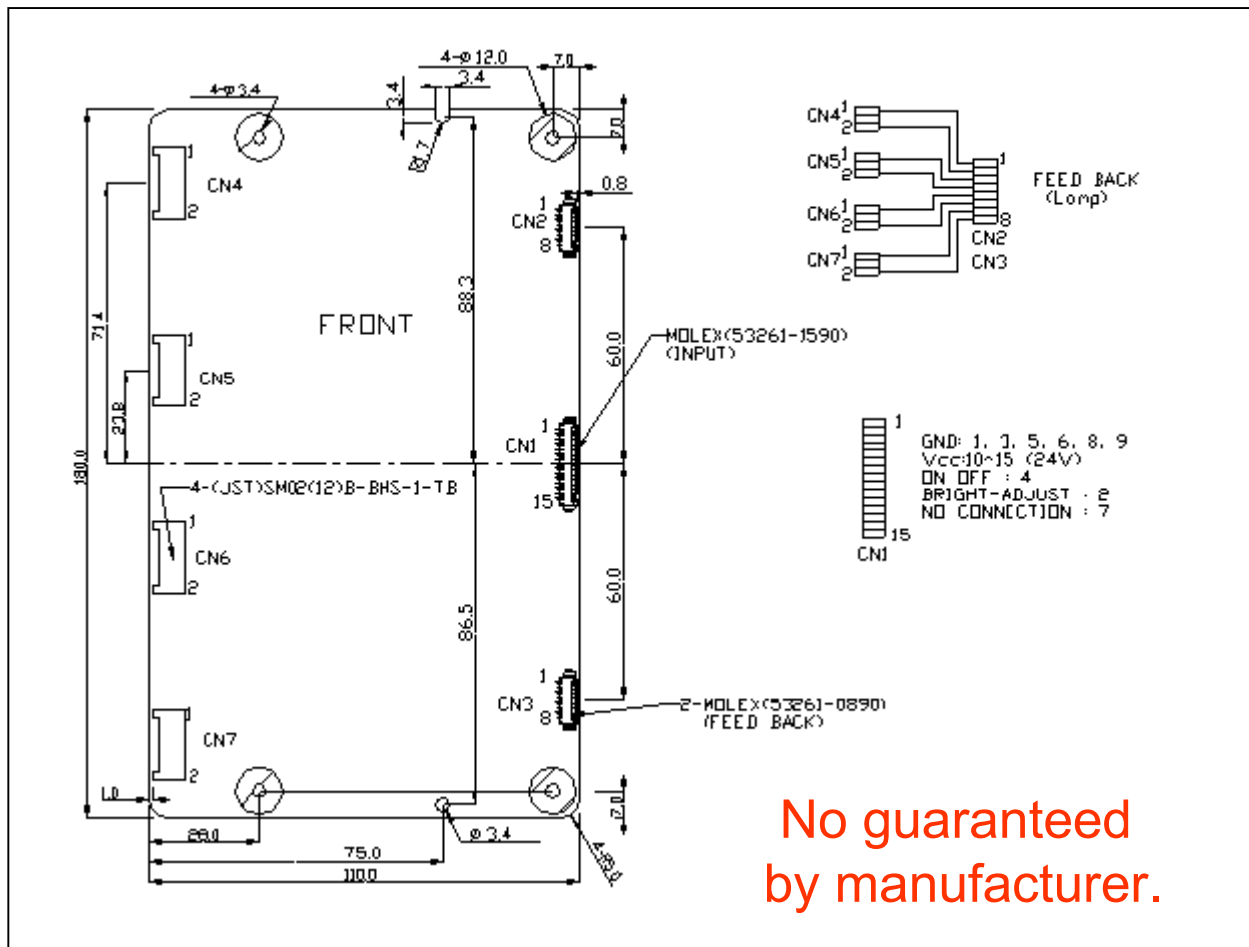 4-ø12.0
7.0
3.4
4-ø3.4
3.4
7.0
CN4
1
2
0.8
1
CN2
8
88.3
71.4
FRONT
60.0
MOLEX(53261-1590)
(INPUT)
1
CN5
2
23.8
1
CN1
15
180.0
4-(JST)SM02(12)B-BHS-1-TB
1
CN6
2
60.0
86.5
1
CN3
8
2-MOLEX(53261-0890)
(FEED BACK)
1
CN7
2
1.0
7.0
28.0
ø3.4
75.0
110.0
CN4 1
2
CN5 1
2
CN6 1
2
CN7 1
2
1
8
CN2
CN3
FEED BACK
(Lamp)
1
15
CN1
GND: 1, 3, 5, 6, 8, 9
Vcc:10~15 (24V)
ON OFF : 4
BRIGHT-ADJUST : 2
NO CONNECTION : 7
No guaranteed
by manufacturer.